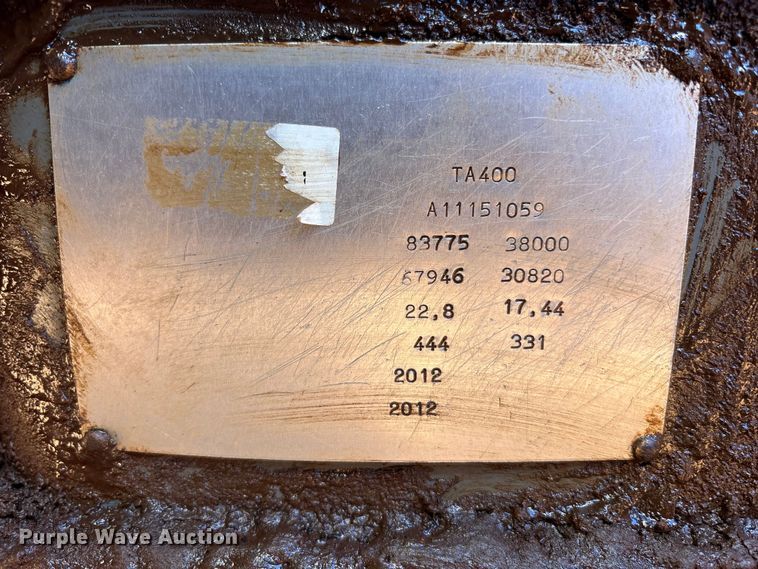 TA400
A11151059
83775 38000
67946 30820
22,8 17,44
444 331
2012
2012
Purple Wave Auction®